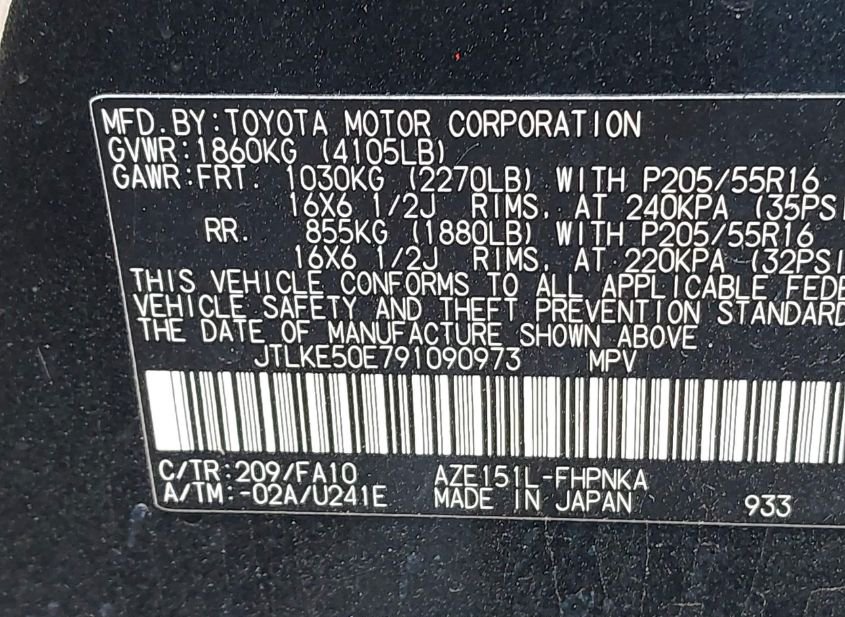 MFD.BY:TOYOTA MOTOR CORPORATION
GVWR:1860KG (4105LB)
GAWR:FRT. 1030KG (2270LB) WITH P205/55R16
16X6 1/2J RIMS, AT 240KPA (35PSI
RR. 855KG (1880LB) WITH P205/55R16
16X6 1/2J RIMS, AT 220KPA (32PSI
THIS VEHICLE CONFORMS TO ALL APPLICABLE FEDE
VEHICLE SAFETY AND THEFT PREVENTION STANDARD
THE DATE OF MANUFACTURE SHOWN ABOVE.
JTLKE50E791090973 MPV
C/TR:209/FA10 AZE151L-FHPNKA
A/TM:-02A/U241E MADE IN JAPAN 933